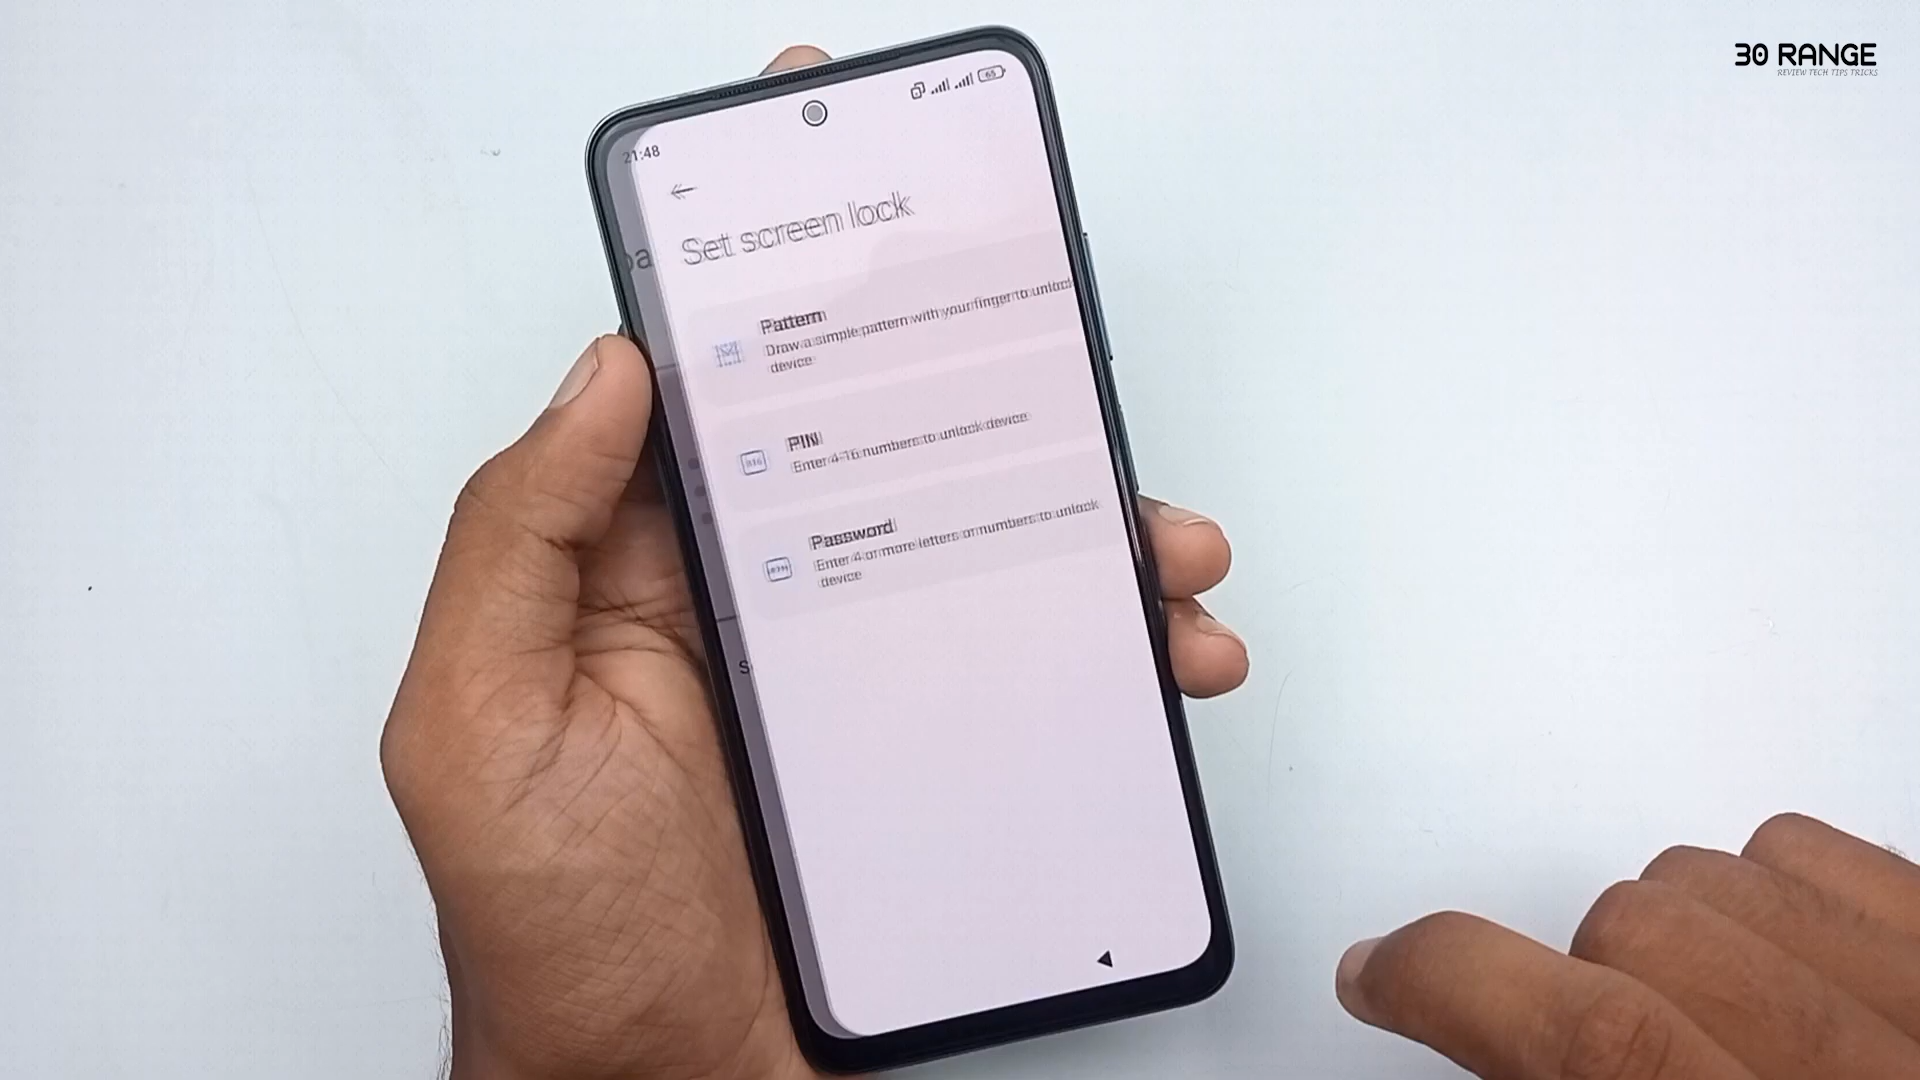 30 RANGE
REVIEW TECH TIPS TRICKS
65
21:48
Set screen lock
Pattern
Draw a simple pattern with your finger to unlock
device
PIN
Enter 4-16 numbers to unlock device
Password
Enter 4 or more letters or numbers to unlock
device